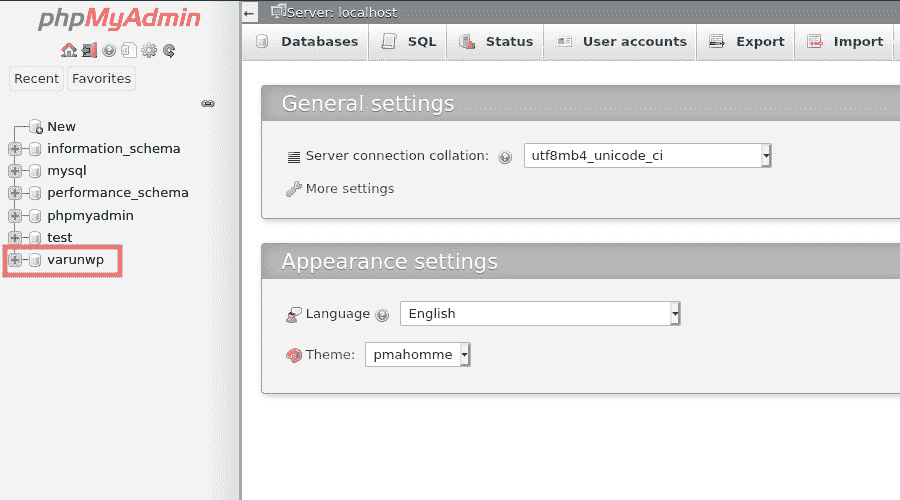 phpMyAdmin
Recent Favorites
New
information_schema
mysql
performance_schema
phpmyadmin
test
varunwp
Server: localhost
Databases SQL Status User accounts Export Import
General settings
Server connection collation: utf8mb4_unicode_ci
More settings
Appearance settings
Language English
Theme: pmahomme